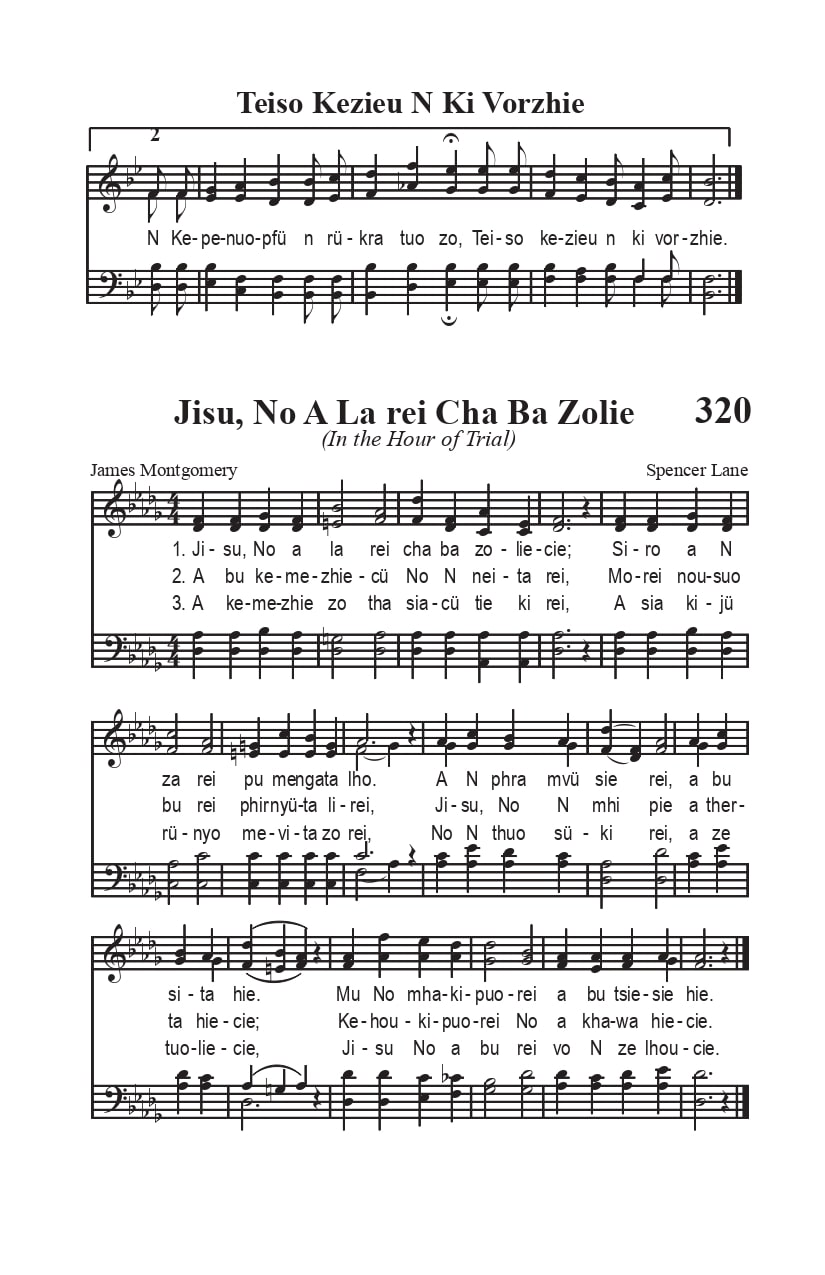 Teiso Kezieu N Ki Vorzhie
2
N Ke-pe-nuo-pfü n rü-kra tuo zo, Tei-so ke-zieu n ki vor-zhie.
Jisu, No A La rei Cha Ba Zolie 320
(In the Hour of Trial)
James Montgomery Spencer Lane
1. Ji-su, No a la rei cha ba zo-lie-cie; Si-ro a N
2. A bu ke-me-zhie-cü No N nei-ta rei, Mo-rei nou-suo
3. A ke-me-zhie zo tha sia-cü tie ki rei, A sia ki-jü
za rei pu mengata lho. A N phra mvü sie rei, a bu
bu rei phirnyü-ta li-rei, Ji-su, No N mhi pie a ther-
rü-nyo me-vi-ta zo rei, No N thuo sü-ki rei, a ze
si-ta hie. Mu No mha-ki-puo-rei a bu tsie-sie hie.
ta hie-cie; Ke-hou-ki-puo-rei No a kha-wa hie-cie.
tuo-lie-cie, Ji-su No a bu rei vo N ze lhou-cie.